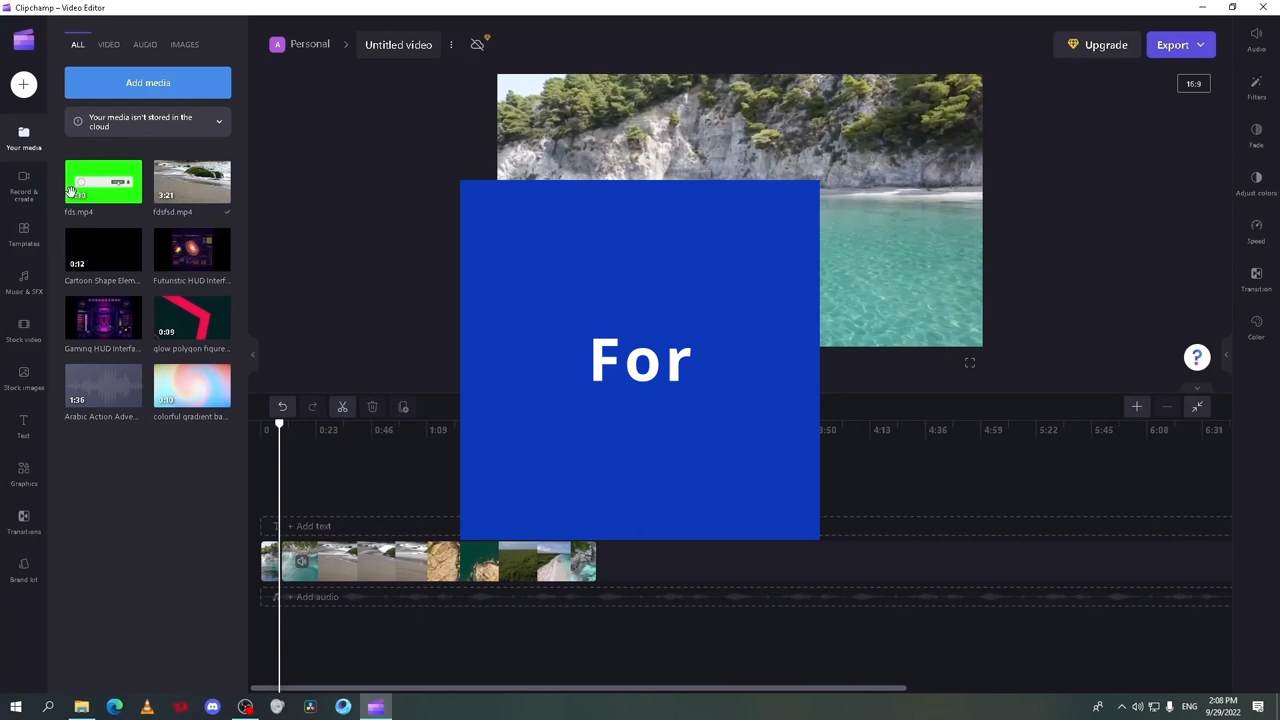 Clipchamp – Video Editor
ALL VIDEO AUDIO IMAGES
Add media
Your media isn't stored in the
cloud
Your media
Record &
create
Templates
Music & SFX
Stock video
Stock images
Text
Graphics
Transitions
Brand kit
fds.mp4
3:21
fdsfsd.mp4
0:12
Cartoon Shape Elem...
Futuristic HUD Interf...
Gaming HUD Interfa...
0:09
glow polygon figure...
1:36
Arabic Action Adve...
0:13
colorful gradient ba...
A Personal Untitled video
Upgrade
Export
16:9
For
?
Audio
Filters
Fade
Adjust colors
Speed
Transition
Color
0 0:23 0:46 1:09 3:50 4:13 4:36 4:59 5:22 5:45 6:08 6:31
T + Add text
+ Add audio
ENG
2:08 PM
9/29/2022